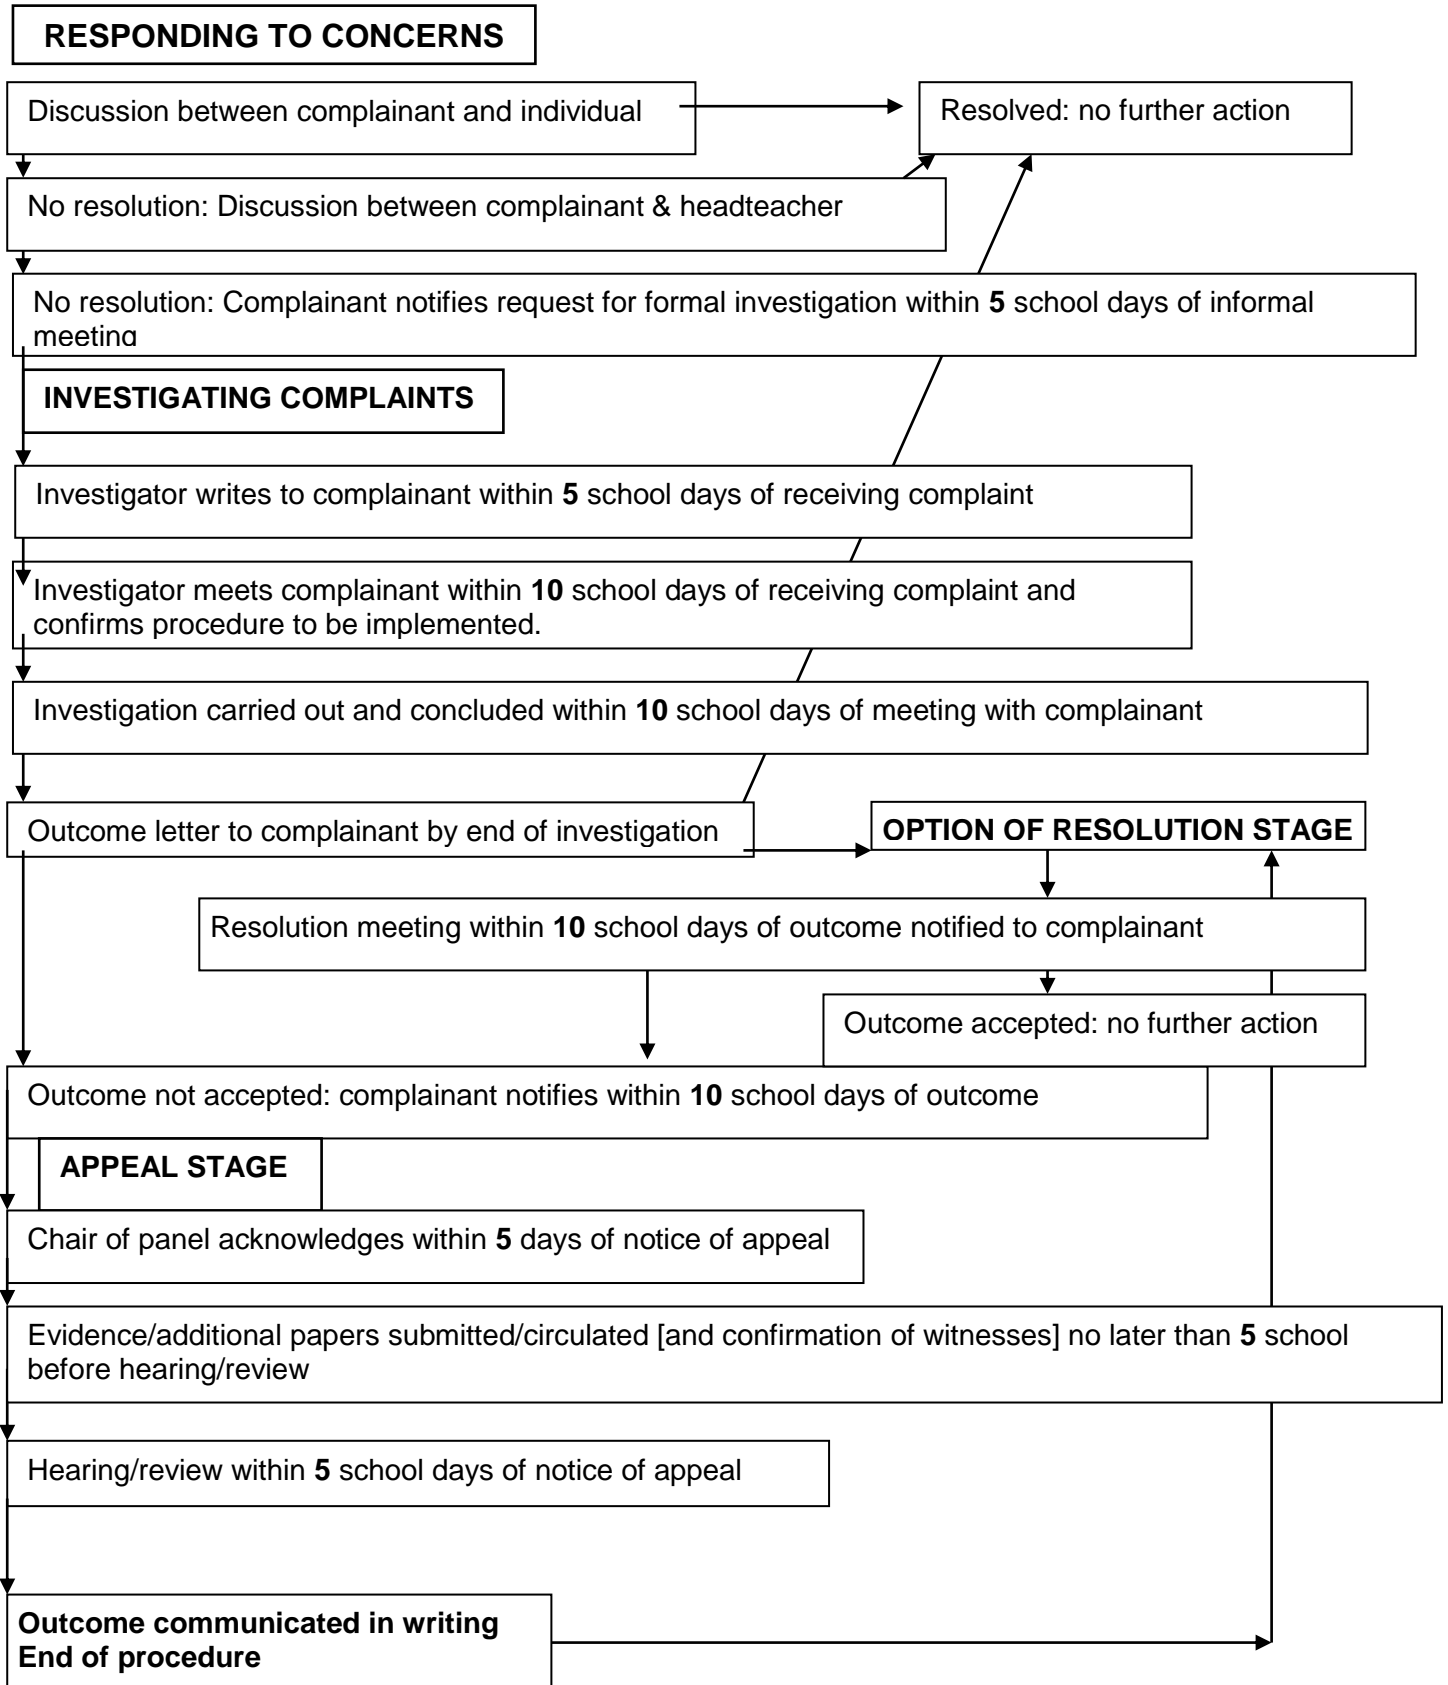 RESPONDING TO CONCERNS
Discussion between complainant and individual
Resolved: no further action
No resolution: Discussion between complainant & headteacher
No resolution: Complainant notifies request for formal investigation within 5 school days of informal
meeting
INVESTIGATING COMPLAINTS
Investigator writes to complainant within 5 school days of receiving complaint
Investigator meets complainant within 10 school days of receiving complaint and
confirms procedure to be implemented.
Investigation carried out and concluded within 10 school days of meeting with complainant
Outcome letter to complainant by end of investigation
OPTION OF RESOLUTION STAGE
Resolution meeting within 10 school days of outcome notified to complainant
Outcome accepted: no further action
Outcome not accepted: complainant notifies within 10 school days of outcome
APPEAL STAGE
Chair of panel acknowledges within 5 days of notice of appeal
Evidence/additional papers submitted/circulated [and confirmation of witnesses] no later than 5 school
before hearing/review
Hearing/review within 5 school days of notice of appeal
Outcome communicated in writing
End of procedure